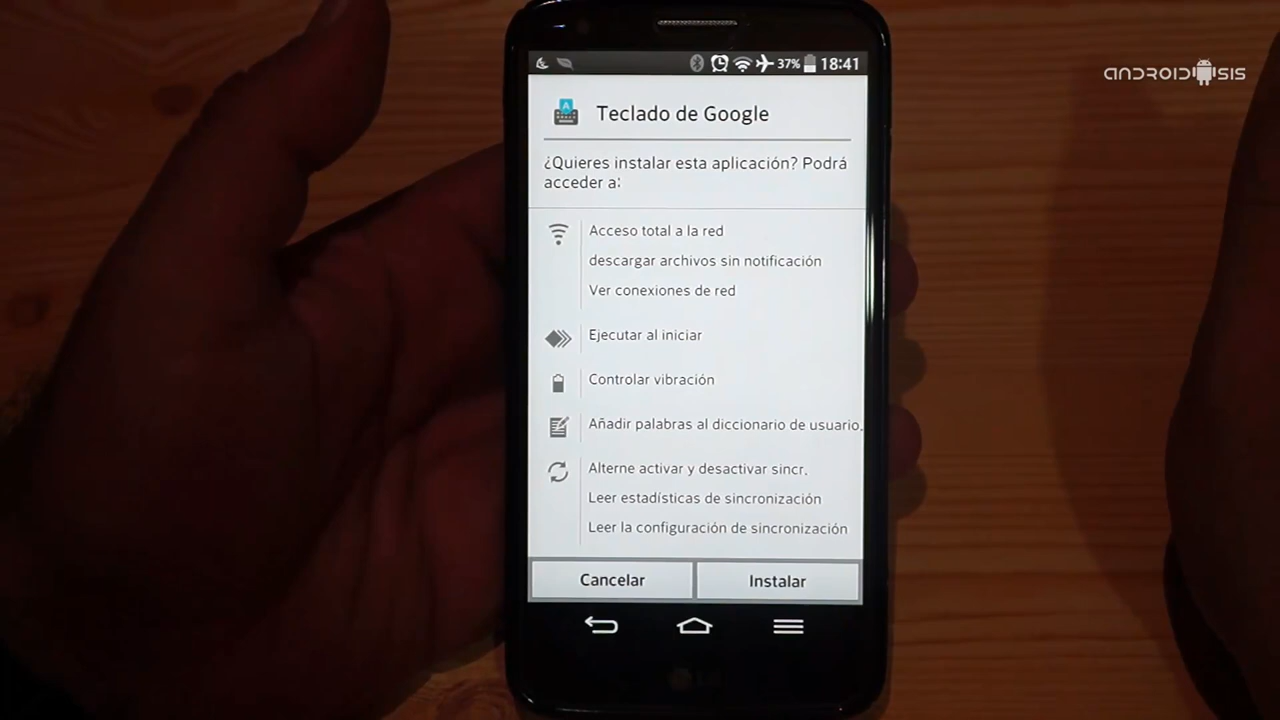 37% 18:41
ANDROIDSIS
Teclado de Google
¿Quieres instalar esta aplicación? Podrá
acceder a:
Acceso total a la red
descargar archivos sin notificación
Ver conexiones de red
Ejecutar al iniciar
Controlar vibración
Añadir palabras al diccionario de usuario.
Alterne activar y desactivar sincr.
Leer estadísticas de sincronización
Leer la configuración de sincronización
Cancelar Instalar